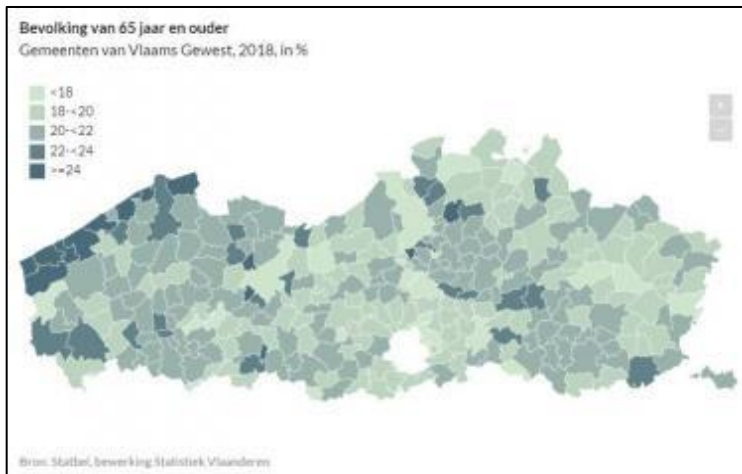 Bevolking van 65 jaar en ouder
Gemeenten van Vlaams Gewest, 2018, in %
<18
18-<20
20-<22
22-<24
>=24
+
-
Bron: Statbel, bewerking Statistiek Vlaanderen